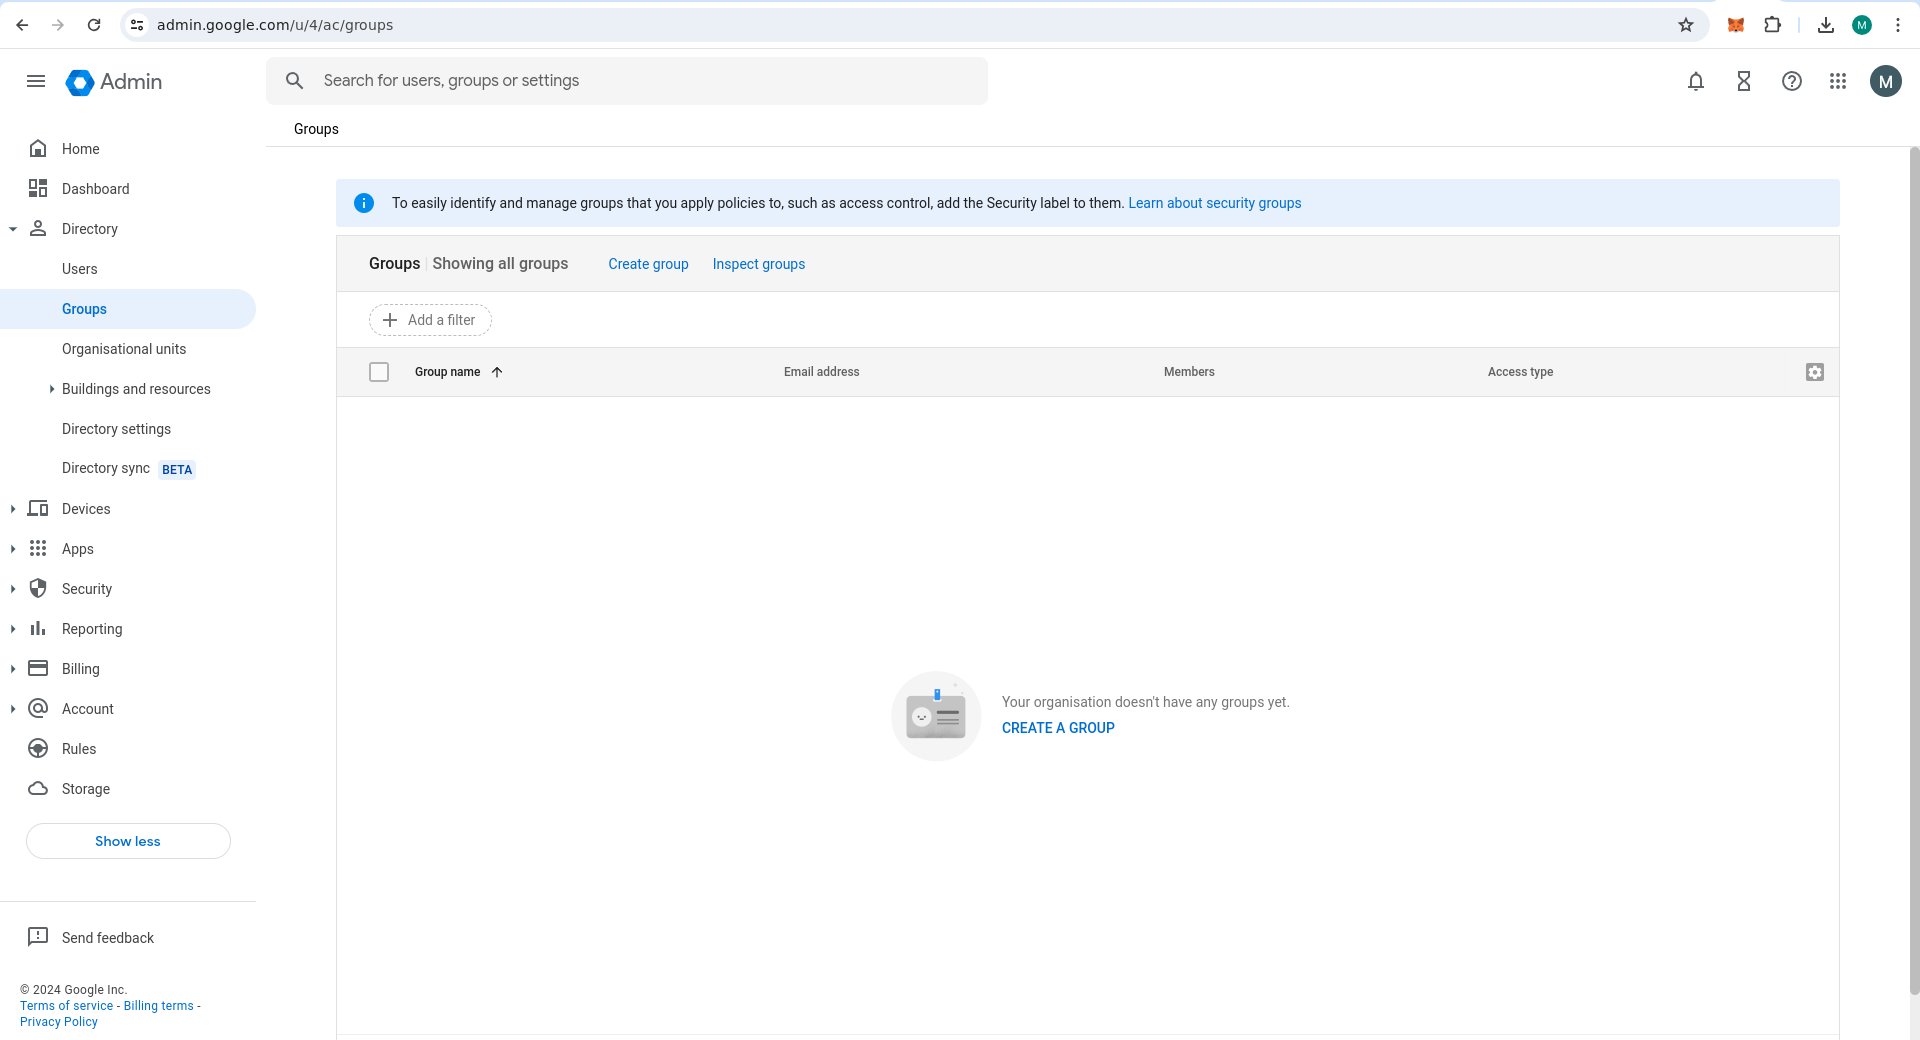 admin.google.com/u/4/ac/groups
M
Admin
Search for users, groups or settings
M
Groups
Home
Dashboard
Directory
Users
Groups
Organisational units
Buildings and resources
Directory settings
Directory sync BETA
Devices
Apps
Security
Reporting
Billing
Account
Rules
Storage
Show less
Send feedback
© 2024 Google Inc.
Terms of service - Billing terms -
Privacy Policy
To easily identify and manage groups that you apply policies to, such as access control, add the Security label to them. Learn about security groups
Groups Showing all groups Create group Inspect groups
Add a filter
Group name Email address Members Access type
Your organisation doesn't have any groups yet.
CREATE A GROUP